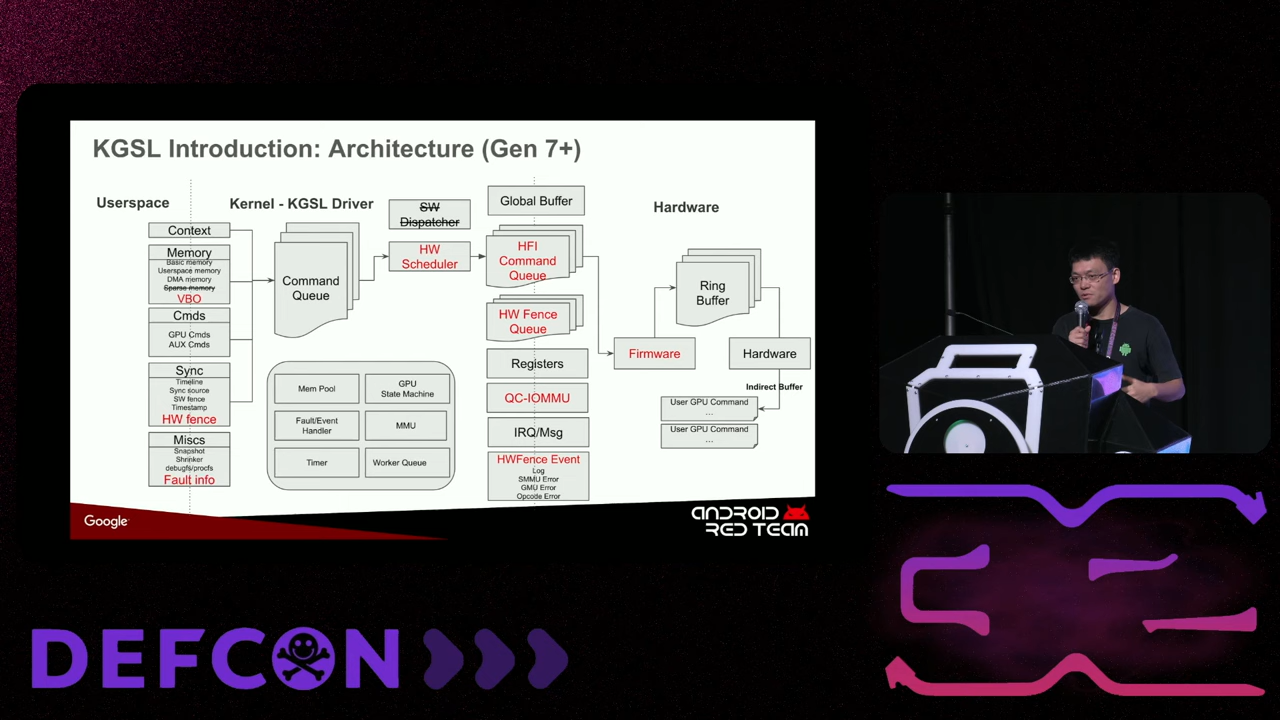 KGSL Introduction: Architecture (Gen 7+)
Userspace
Kernel - KGSL Driver
Hardware
Context
Memory
Basic memory
Userspace memory
DMA memory
Sparse memory
VBO
Cmds
GPU Cmds
AUX Cmds
Sync
Timeline
Sync source
SW fence
Timestamp
HW fence
Miscs
Snapshot
Shrinker
debugfs/procfs
Fault info
Command
Queue
Mem Pool
GPU
State Machine
Fault/Event
Handler
MMU
Timer
Worker Queue
SW
Dispatcher
HW
Scheduler
Global Buffer
HFI
Command
Queue
HW Fence
Queue
Registers
QC-IOMMU
IRQ/Msg
HWFence Event
Log
SMMU Error
GMU Error
Opcode Error
Firmware
Ring
Buffer
Hardware
Indirect Buffer
User GPU Command
...
User GPU Command
...
Google
ANDROID
RED TEAM
DEFCON